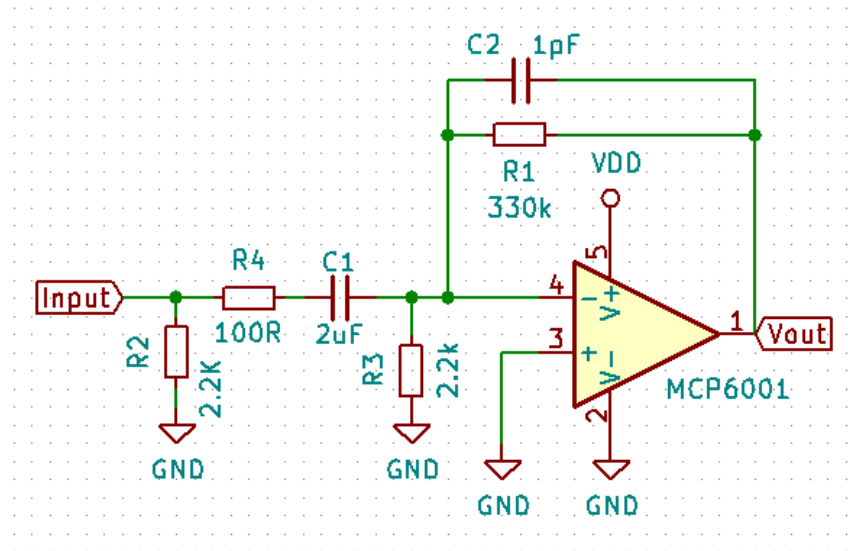 C2 1pF
R1
330k
VDD
5
R4
C1
Input
100R
2uF
R2
2.2K
R3
2.2k
4
3
-
+
V+
V-
1
Vout
MCP6001
2
GND
GND
GND
GND